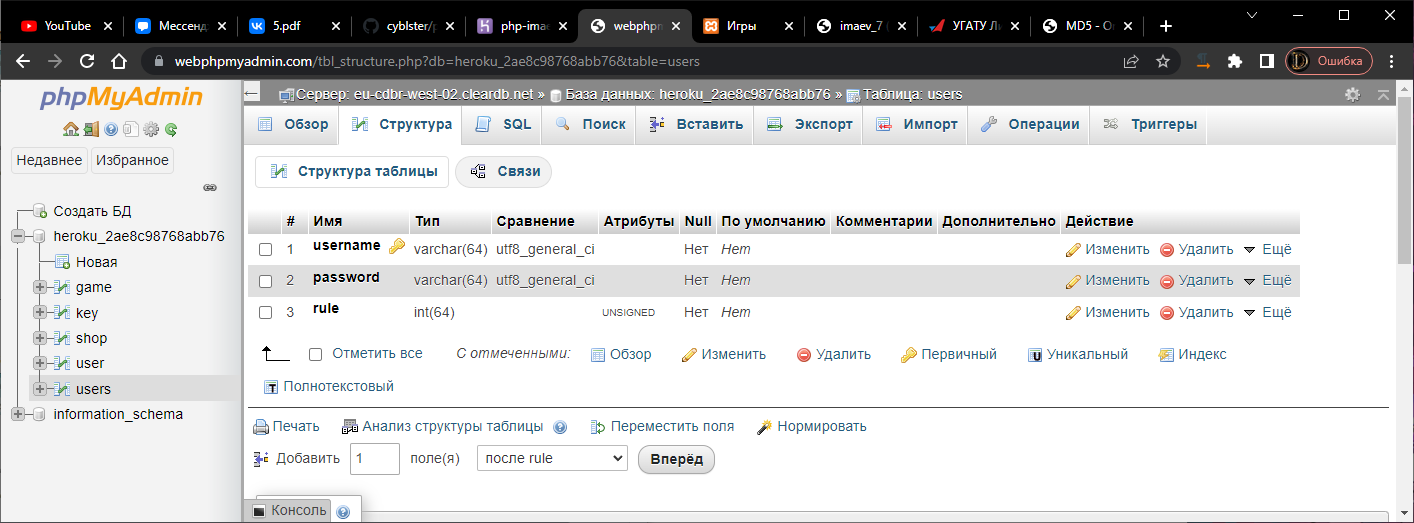 YouTube Мессенд 5.pdf cyblster/p php-imae webphpm Игры imaev_7 ( УГАТУ Ли MD5 - Он
webphpmyadmin.com/tbl_structure.php?db=heroku_2ae8c98768abb76&table=users Ошибка
phpMyAdmin
Недавнее Избранное
Создать БД
heroku_2ae8c98768abb76
Новая
game
key
shop
user
users
information_schema
← Сервер: eu-cdbr-west-02.cleardb.net » База данных: heroku_2ae8c98768abb76 » Таблица: users
Обзор Структура SQL Поиск Вставить Экспорт Импорт Операции Триггеры
Структура таблицы Связи
# Имя Тип Сравнение Атрибуты Null По умолчанию Комментарии Дополнительно Действие
1 username varchar(64) utf8_general_ci Нет Нет Изменить Удалить Ещё
2 password varchar(64) utf8_general_ci Нет Нет Изменить Удалить Ещё
3 rule int(64) UNSIGNED Нет Нет Изменить Удалить Ещё
Отметить все С отмеченными: Обзор Изменить Удалить Первичный Уникальный Индекс
Полнотекстовый
Печать Анализ структуры таблицы Переместить поля Нормировать
Добавить 1 поле(я) после rule Вперёд
Консоль